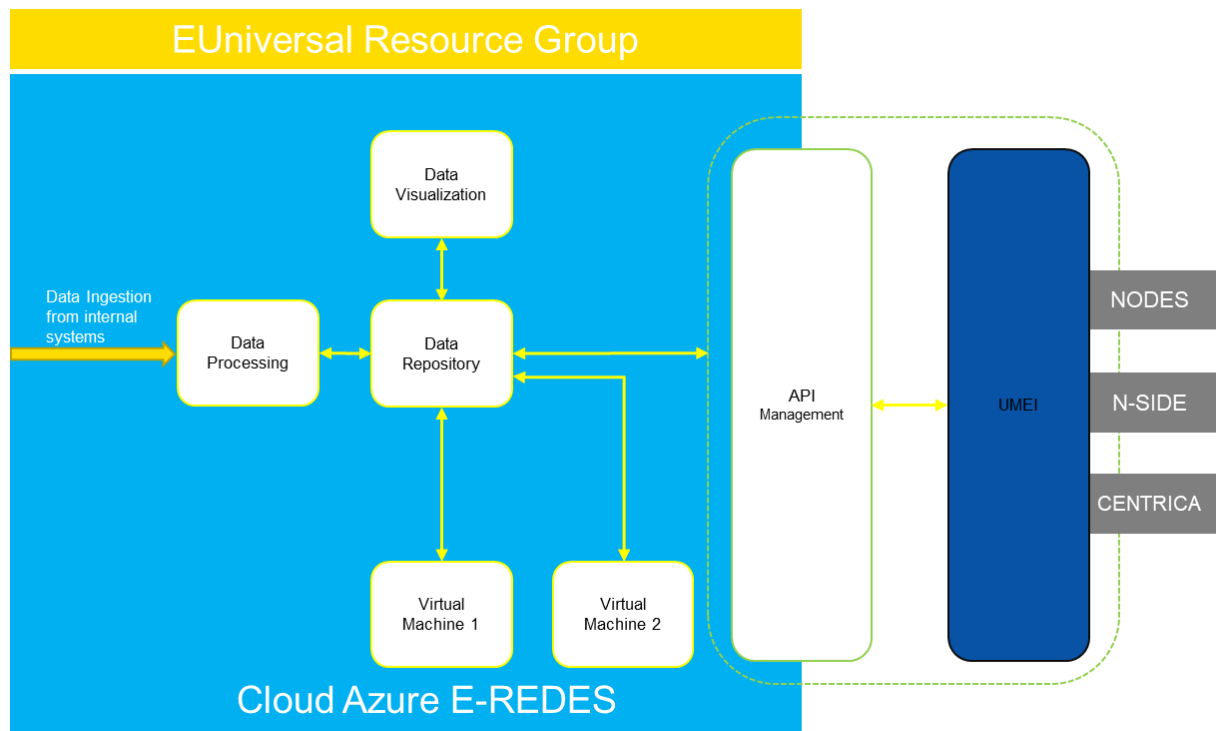 EUniversal Resource Group
Data
Visualization
Data Ingestion
from internal
systems
Data
Processing
Data
Repository
API
Management
UMEI
NODES
N-SIDE
CENTRICA
Virtual
Machine 1
Virtual
Machine 2
Cloud Azure E-REDES